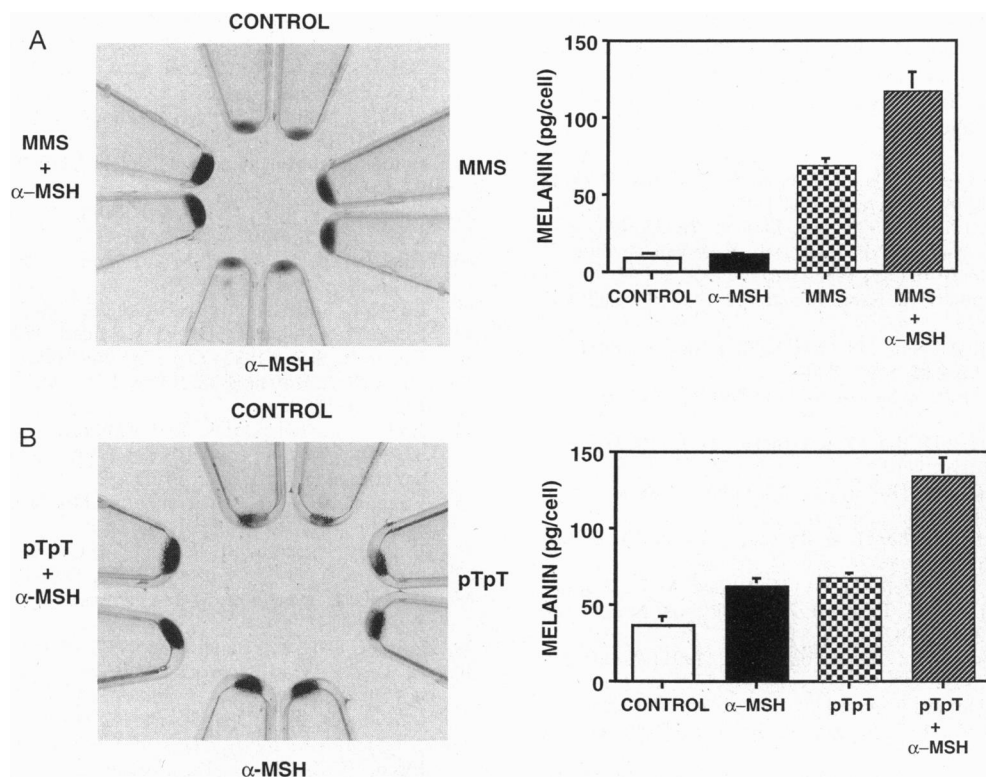 A
CONTROL
MMS
+
α–MSH
MMS
α–MSH
MELANIN (pg/cell)
150
100
50
0
CONTROL
α–MSH
MMS
MMS
+
α–MSH
B
CONTROL
pTpT
+
α-MSH
pTpT
α-MSH
MELANIN (pg/cell)
150
100
50
0
CONTROL
α–MSH
pTpT
pTpT
+
α–MSH